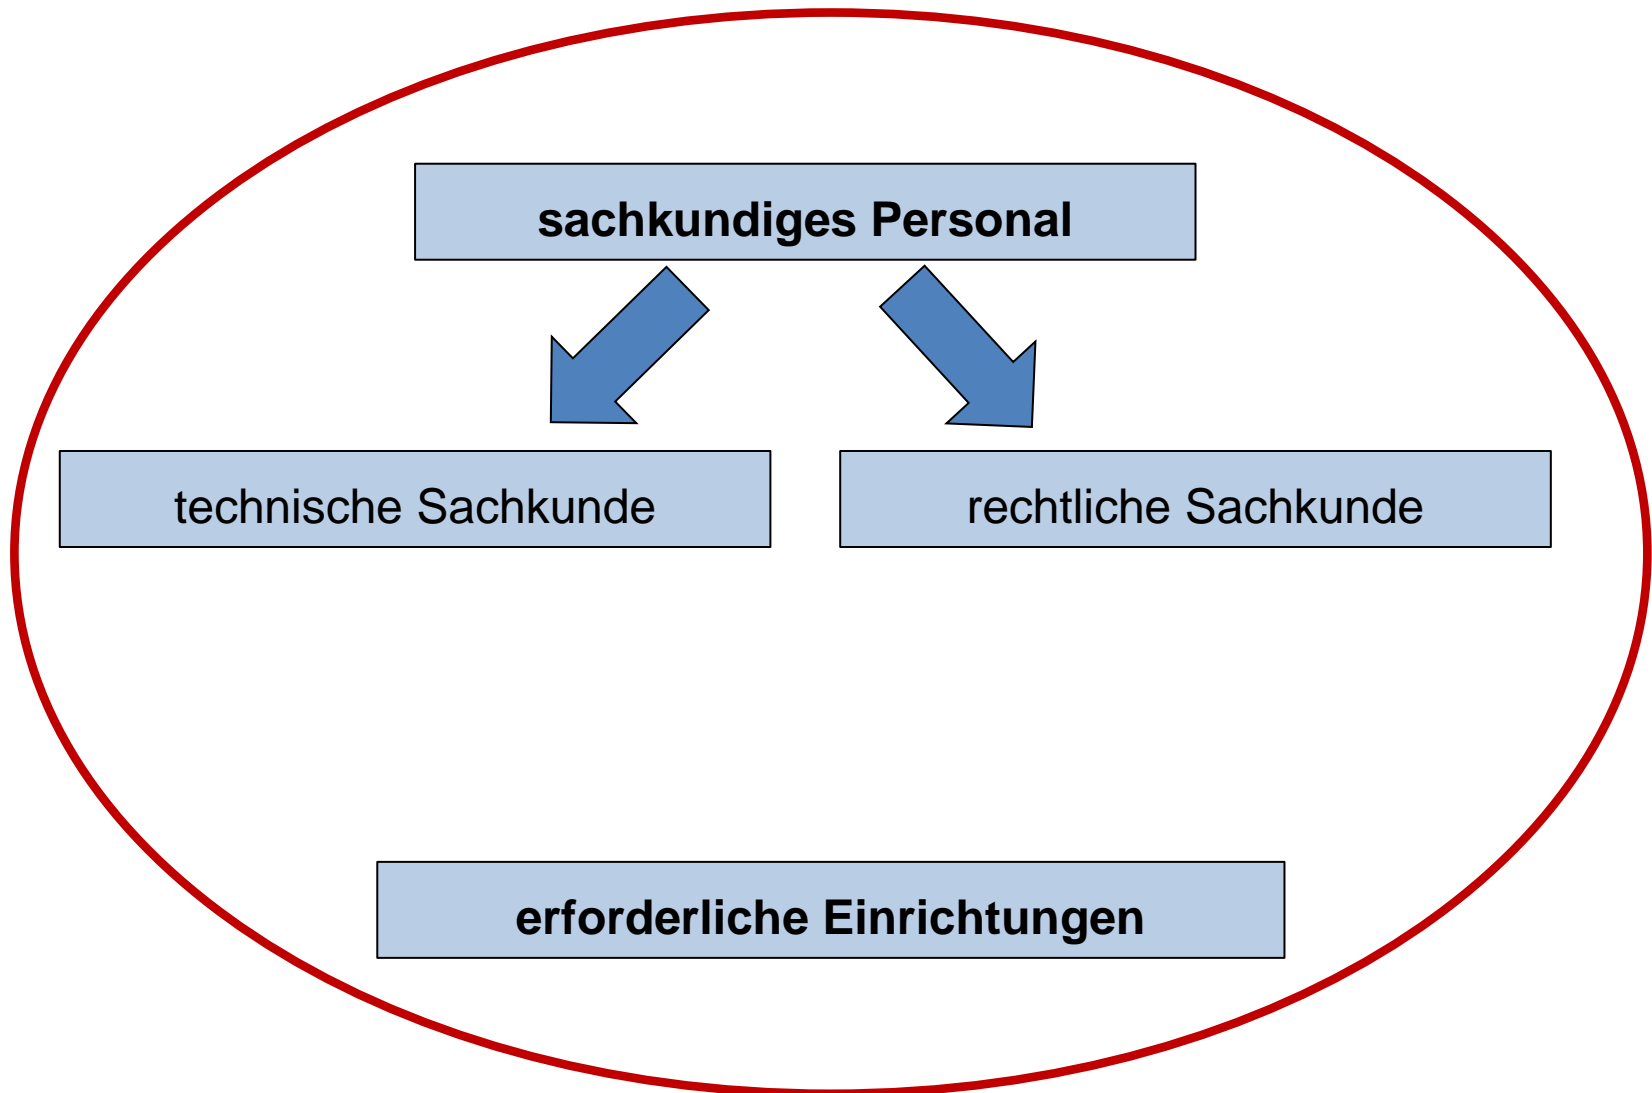 sachkundiges Personal
technische Sachkunde
rechtliche Sachkunde
erforderliche Einrichtungen